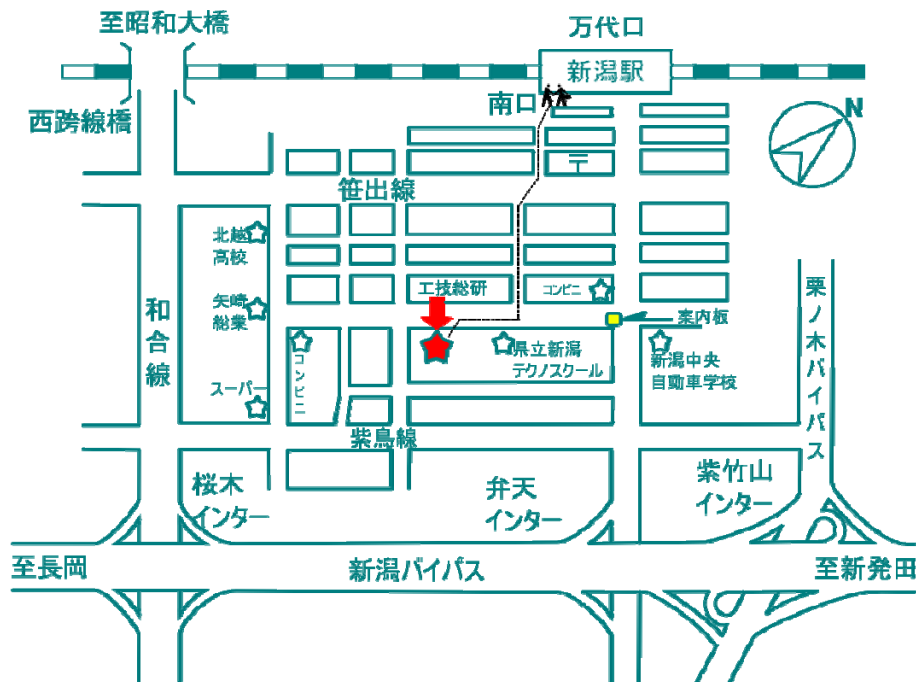 至昭和大橋
万代口
新潟駅
西跨線橋
南口
N
〒
笹出線
北越
高校
工技総研
コンビニ
矢崎
総業
案内板
和合線
栗ノ木バイパス
コンビニ
県立新潟
テクノスクール
新潟中央
自動車学校
スーパー
紫鳥線
桜木
インター
弁天
インター
紫竹山
インター
至長岡
新潟バイパス
至新発田